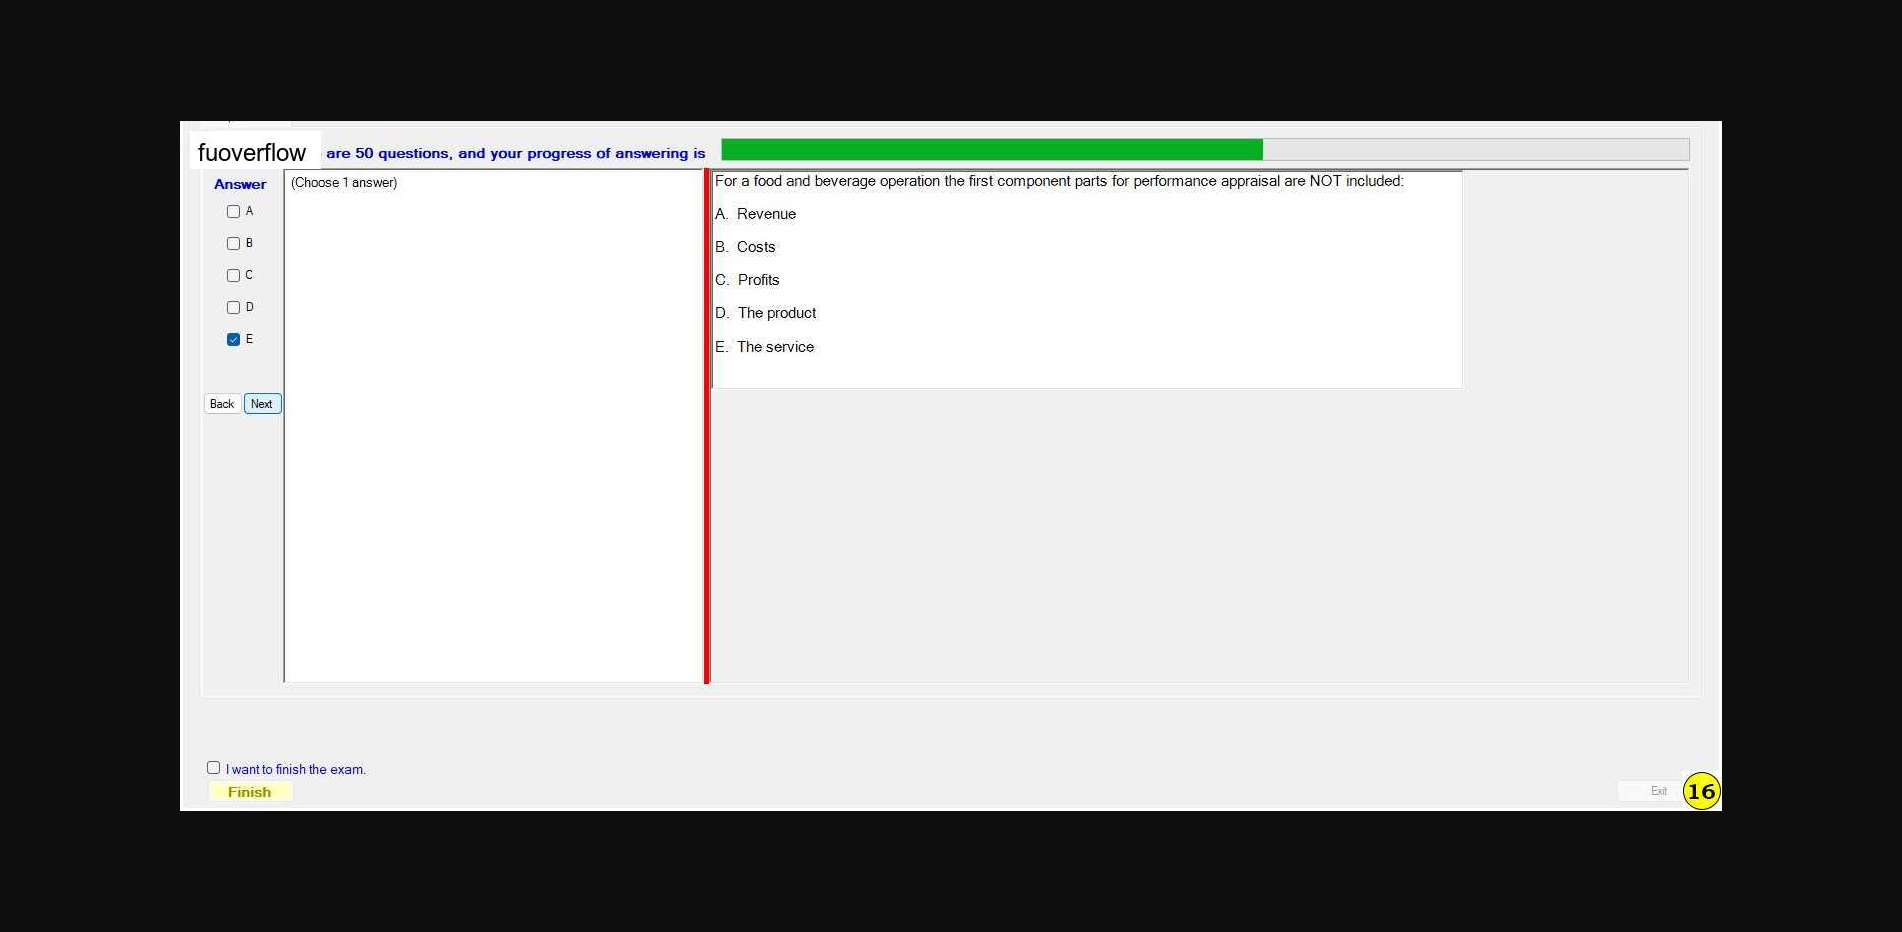 fuoverflow are 50 questions, and your progress of answering is
Answer
(Choose 1 answer)
A
B
C
D
E
Back Next
For a food and beverage operation the first component parts for performance appraisal are NOT included:
A. Revenue
B. Costs
C. Profits
D. The product
E. The service
I want to finish the exam.
Finish
Exit
16